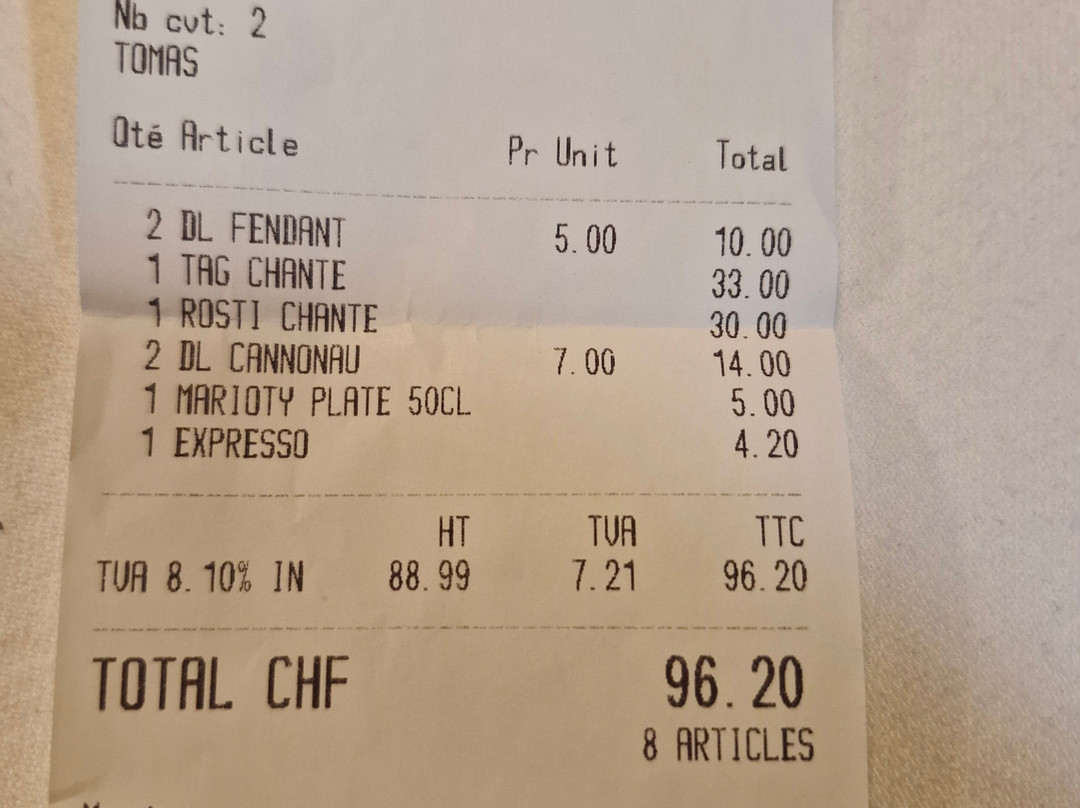 Nb cvt: 2
TOMAS
Qté Article Pr Unit Total
2 DL FENDANT 5.00 10.00
1 TAG CHANTE 33.00
1 ROSTI CHANTE 30.00
2 DL CANNONAU 7.00 14.00
1 MARIOTY PLATE 50CL 5.00
1 EXPRESSO 4.20
HT TVA TTC
TVA 8.10% IN 88.99 7.21 96.20
TOTAL CHF 96.20
8 ARTICLES